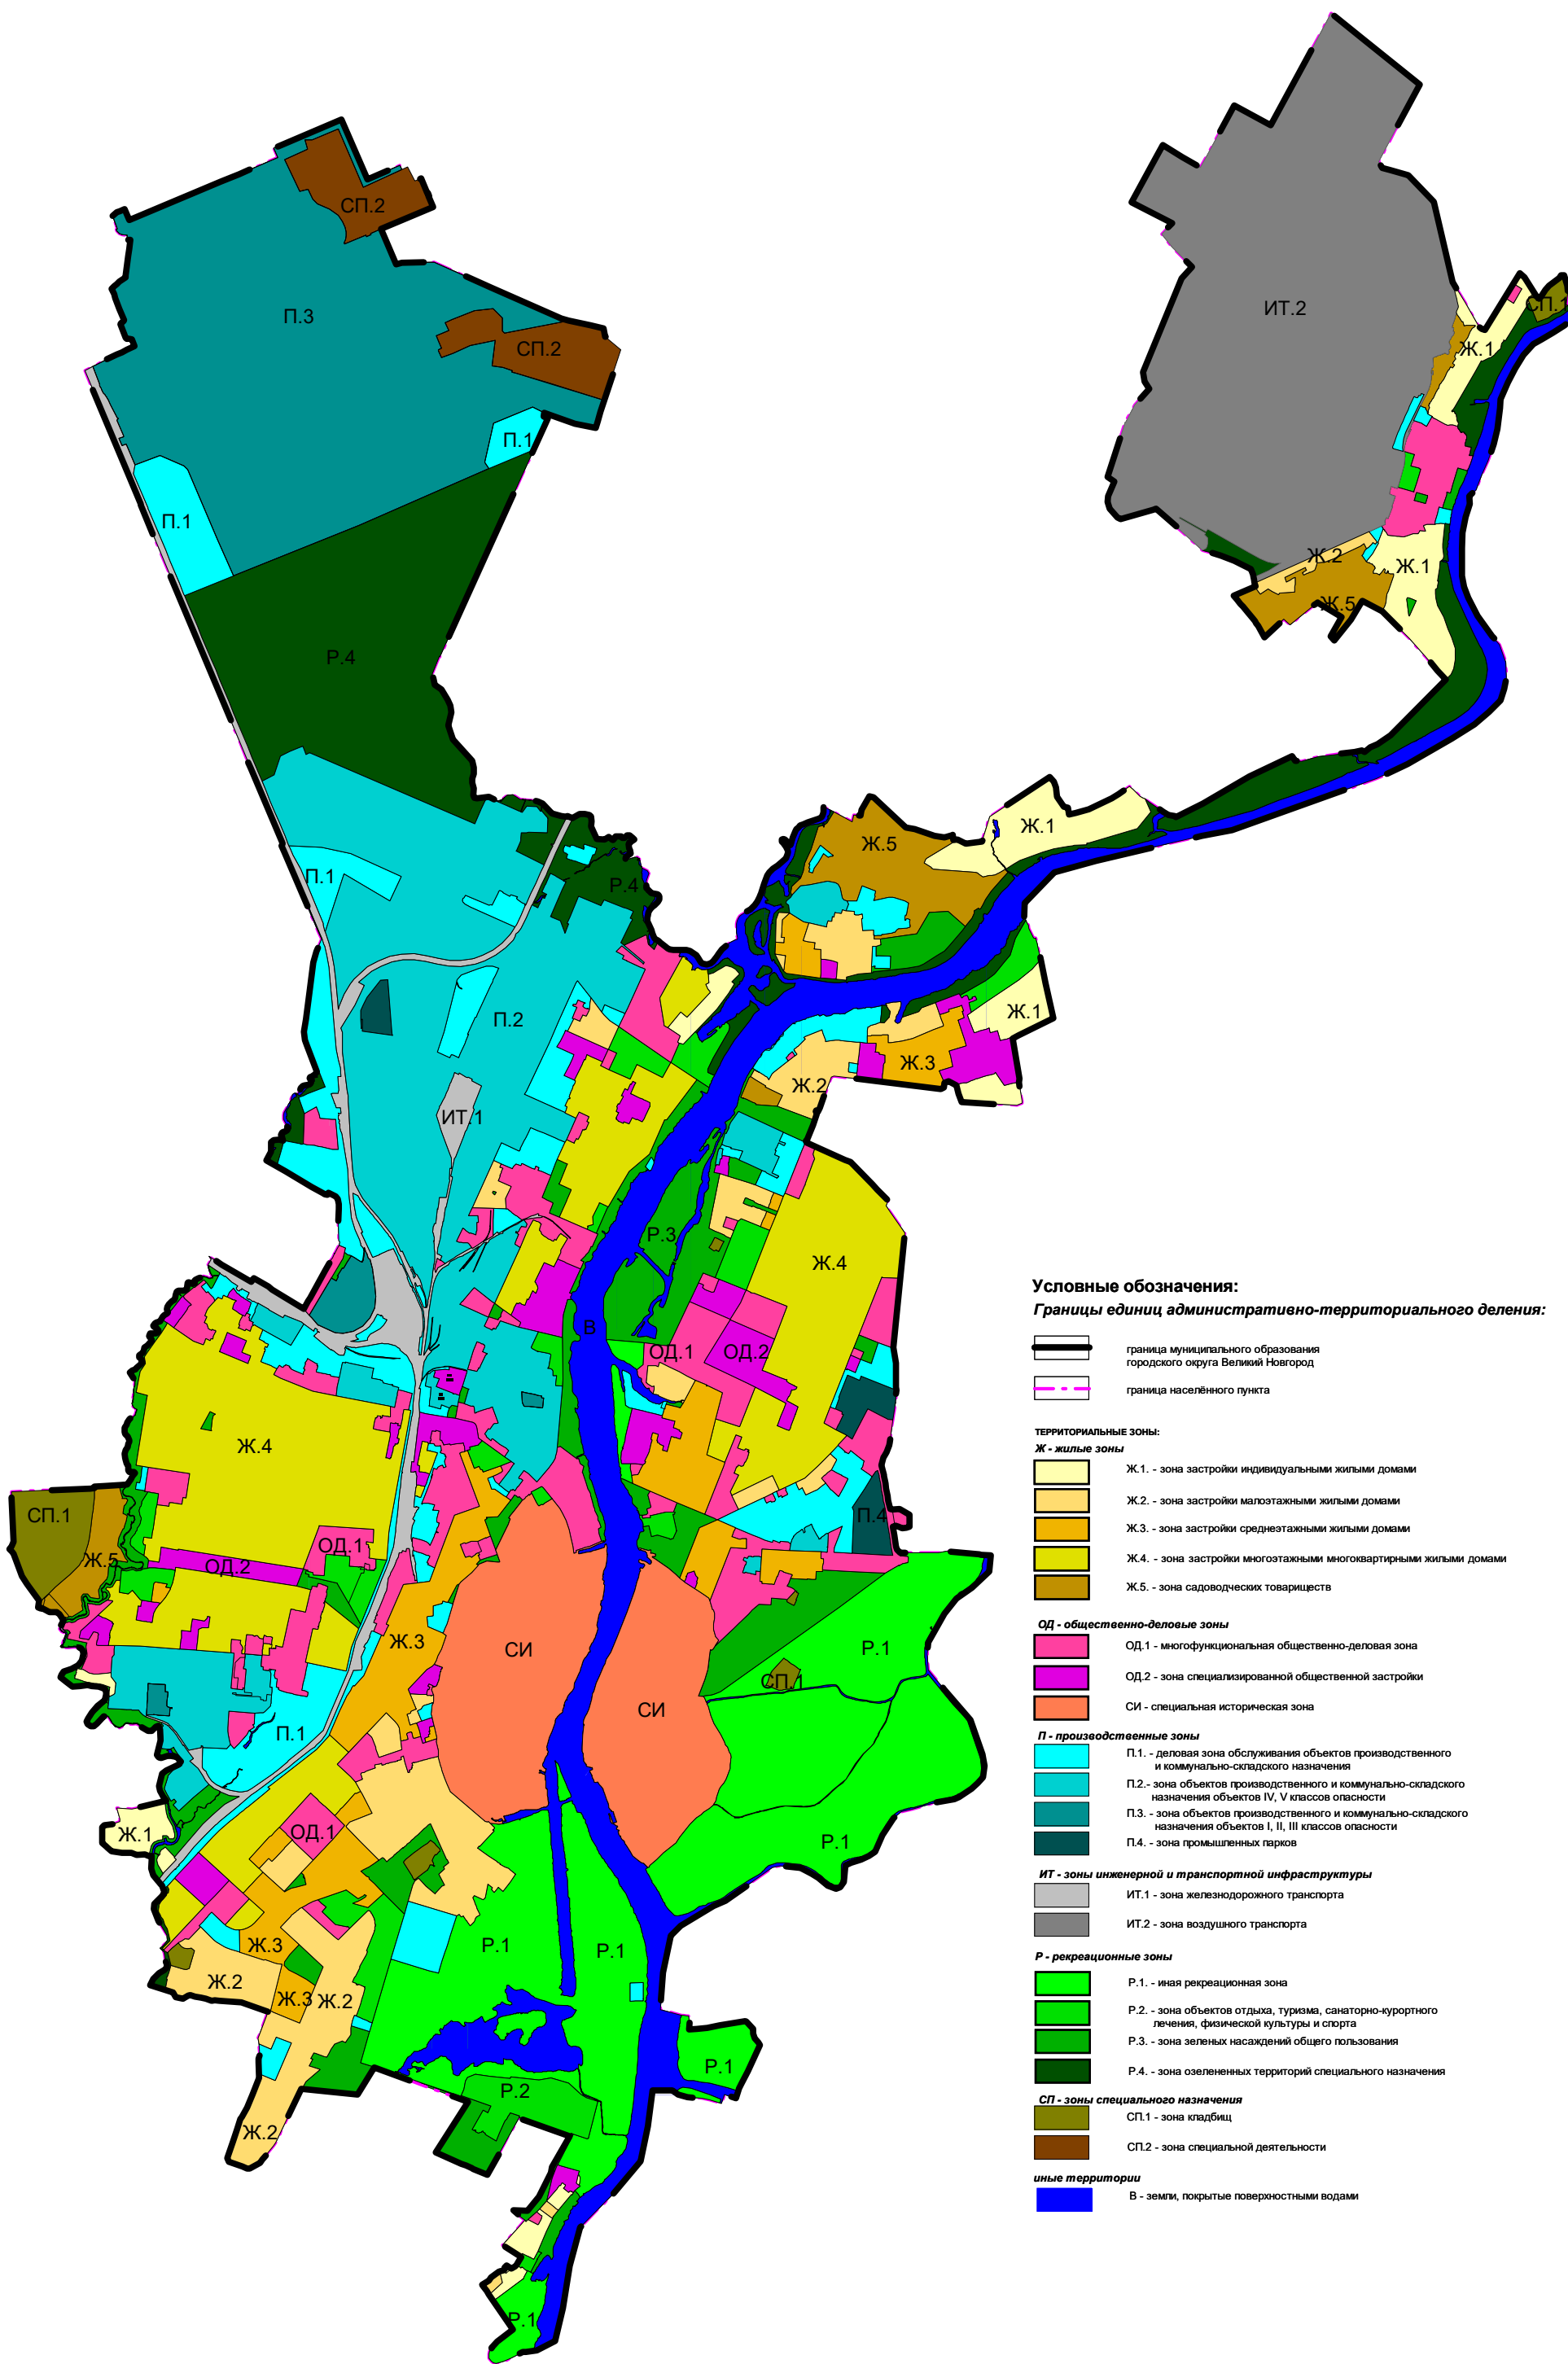 СП.2
П.3
ИТ.2
СП.1
СП.2
Ж.1
П.1
П.1
Ж.2
Ж.1
Ж.5
Р.4
Ж.1
Ж.5
П.1
Р.4
П.2
Ж.1
Ж.3
Ж.2
ИТ.1
Р.3
Ж.4
В
ОД.1
ОД.2
Ж.4
СП.1
П.4
ОД.1
Ж.5
ОД.2
Ж.3
СИ
Р.1
СП.1
СИ
П.1
ОД.1
Ж.1
Р.1
Ж.3
Р.1
Р.1
Ж.2
Ж.3
Ж.2
Р.1
Р.2
Ж.2
Р.1
Условные обозначения:
Границы единиц административно-территориального деления:
граница муниципального образования
городского округа Великий Новгород
граница населённого пункта
ТЕРРИТОРИАЛЬНЫЕ ЗОНЫ:
Ж - жилые зоны
Ж.1. - зона застройки индивидуальными жилыми домами
Ж.2. - зона застройки малоэтажными жилыми домами
Ж.3. - зона застройки среднеэтажными жилыми домами
Ж.4. - зона застройки многоэтажными многоквартирными жилыми домами
Ж.5. - зона садоводческих товариществ
ОД - общественно-деловые зоны
ОД.1 - многофункциональная общественно-деловая зона
ОД.2 - зона специализированной общественной застройки
СИ - специальная историческая зона
П - производственные зоны
П.1. - деловая зона обслуживания объектов производственного
и коммунально-складского назначения
П.2.- зона объектов производственного и коммунально-складского
назначения объектов IV, V классов опасности
П.3. - зона объектов производственного и коммунально-складского
назначения объектов I, II, III классов опасности
П.4. - зона промышленных парков
ИТ - зоны инженерной и транспортной инфраструктуры
ИТ.1 - зона железнодорожного транспорта
ИТ.2 - зона воздушного транспорта
Р - рекреационные зоны
Р.1. - иная рекреационная зона
Р.2. - зона объектов отдыха, туризма, санаторно-курортного
лечения, физической культуры и спорта
Р.3. - зона зеленых насаждений общего пользования
Р.4. - зона озелененных территорий специального назначения
СП - зоны специального назначения
СП.1 - зона кладбищ
СП.2 - зона специальной деятельности
иные территории
В - земли, покрытые поверхностными водами